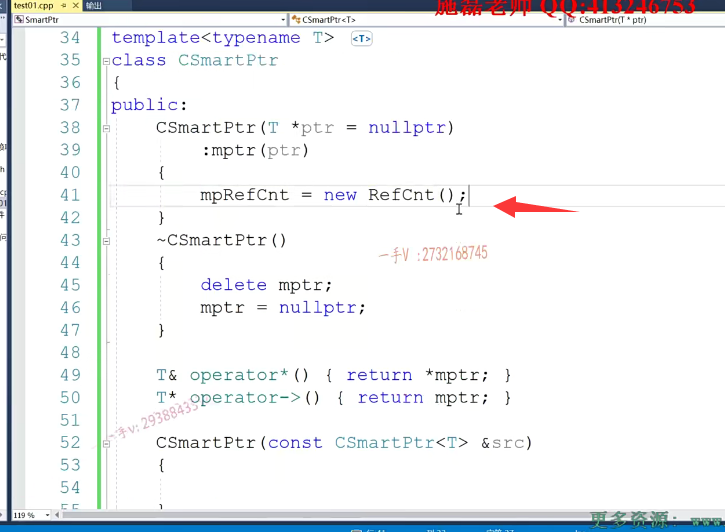 test01.cpp 输出
施磊老师 QQ:413246753
SmartPtr CSmartPtr<T> CSmartPtr(T * ptr)
34 template<typename T> <T>
35 class CSmartPtr
36 {
37 public:
38 CSmartPtr(T *ptr = nullptr)
39 :mptr(ptr)
40 {
41 mpRefCnt = new RefCnt();
42 }
43 ~CSmartPtr()
44 {
45 delete mptr;
46 mptr = nullptr;
47 }
48
49 T& operator*() { return *mptr; }
50 T* operator->() { return mptr; }
51
52 CSmartPtr(const CSmartPtr<T> &src)
53 {
54
55
一手V :2732168745
一手v:29388435
119 %
更多资源: www